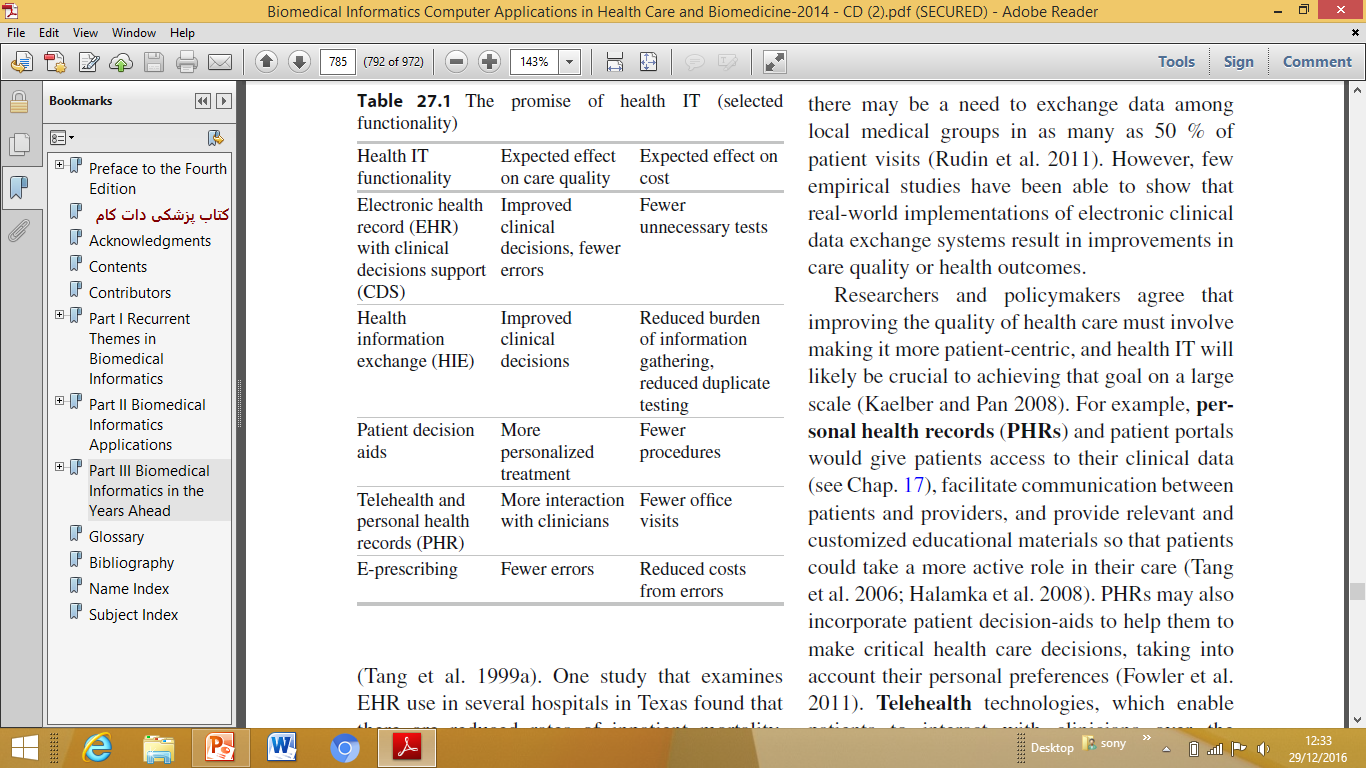 Biomedical Informatics Computer Applications in Health Care and Biomedicine-2014 - CD (2).pdf (SECURED) - Adobe Reader
File Edit View Window Help
785 (792 of 972) 143% Tools Sign Comment
Bookmarks
Preface to the Fourth
Edition
کتاب پزشکی دات کام
Acknowledgments
Contents
Contributors
Part I Recurrent
Themes in
Biomedical
Informatics
Part II Biomedical
Informatics
Applications
Part III Biomedical
Informatics in the
Years Ahead
Glossary
Bibliography
Name Index
Subject Index
Table 27.1 The promise of health IT (selected
functionality)
Health IT Expected effect Expected effect on
functionality on care quality cost
Electronic health Improved Fewer
record (EHR) clinical unnecessary tests
with clinical decisions, fewer
decisions support errors
(CDS)
Health Improved Reduced burden
information clinical of information
exchange (HIE) decisions gathering,
reduced duplicate
testing
Patient decision More Fewer
aids personalized procedures
treatment
Telehealth and More interaction Fewer office
personal health with clinicians visits
records (PHR)
E-prescribing Fewer errors Reduced costs
from errors
(Tang et al. 1999a). One study that examines
EHR use in several hospitals in Texas found that
there are reduced rates of inpatient mortality,
there may be a need to exchange data among
local medical groups in as many as 50 % of
patient visits (Rudin et al. 2011). However, few
empirical studies have been able to show that
real-world implementations of electronic clinical
data exchange systems result in improvements in
care quality or health outcomes.
Researchers and policymakers agree that
improving the quality of health care must involve
making it more patient-centric, and health IT will
likely be crucial to achieving that goal on a large
scale (Kaelber and Pan 2008). For example, per-
sonal health records (PHRs) and patient portals
would give patients access to their clinical data
(see Chap. 17), facilitate communication between
patients and providers, and provide relevant and
customized educational materials so that patients
could take a more active role in their care (Tang
et al. 2006; Halamka et al. 2008). PHRs may also
incorporate patient decision-aids to help them to
make critical health care decisions, taking into
account their personal preferences (Fowler et al.
2011). Telehealth technologies, which enable
patients to interact with clinicians over the
Desktop sony 12:33
29/12/2016